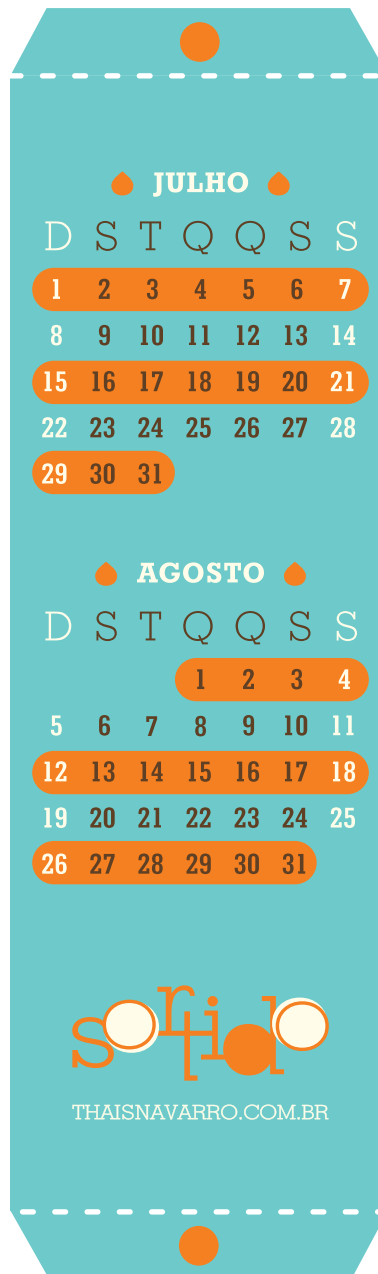 JULHO
D S T Q Q S S
1 2 3 4 5 6 7
8 9 10 11 12 13 14
15 16 17 18 19 20 21
22 23 24 25 26 27 28
29 30 31
AGOSTO
D S T Q Q S S
1 2 3 4
5 6 7 8 9 10 11
12 13 14 15 16 17 18
19 20 21 22 23 24 25
26 27 28 29 30 31
sortido
THAISNAVARRO.COM.BR